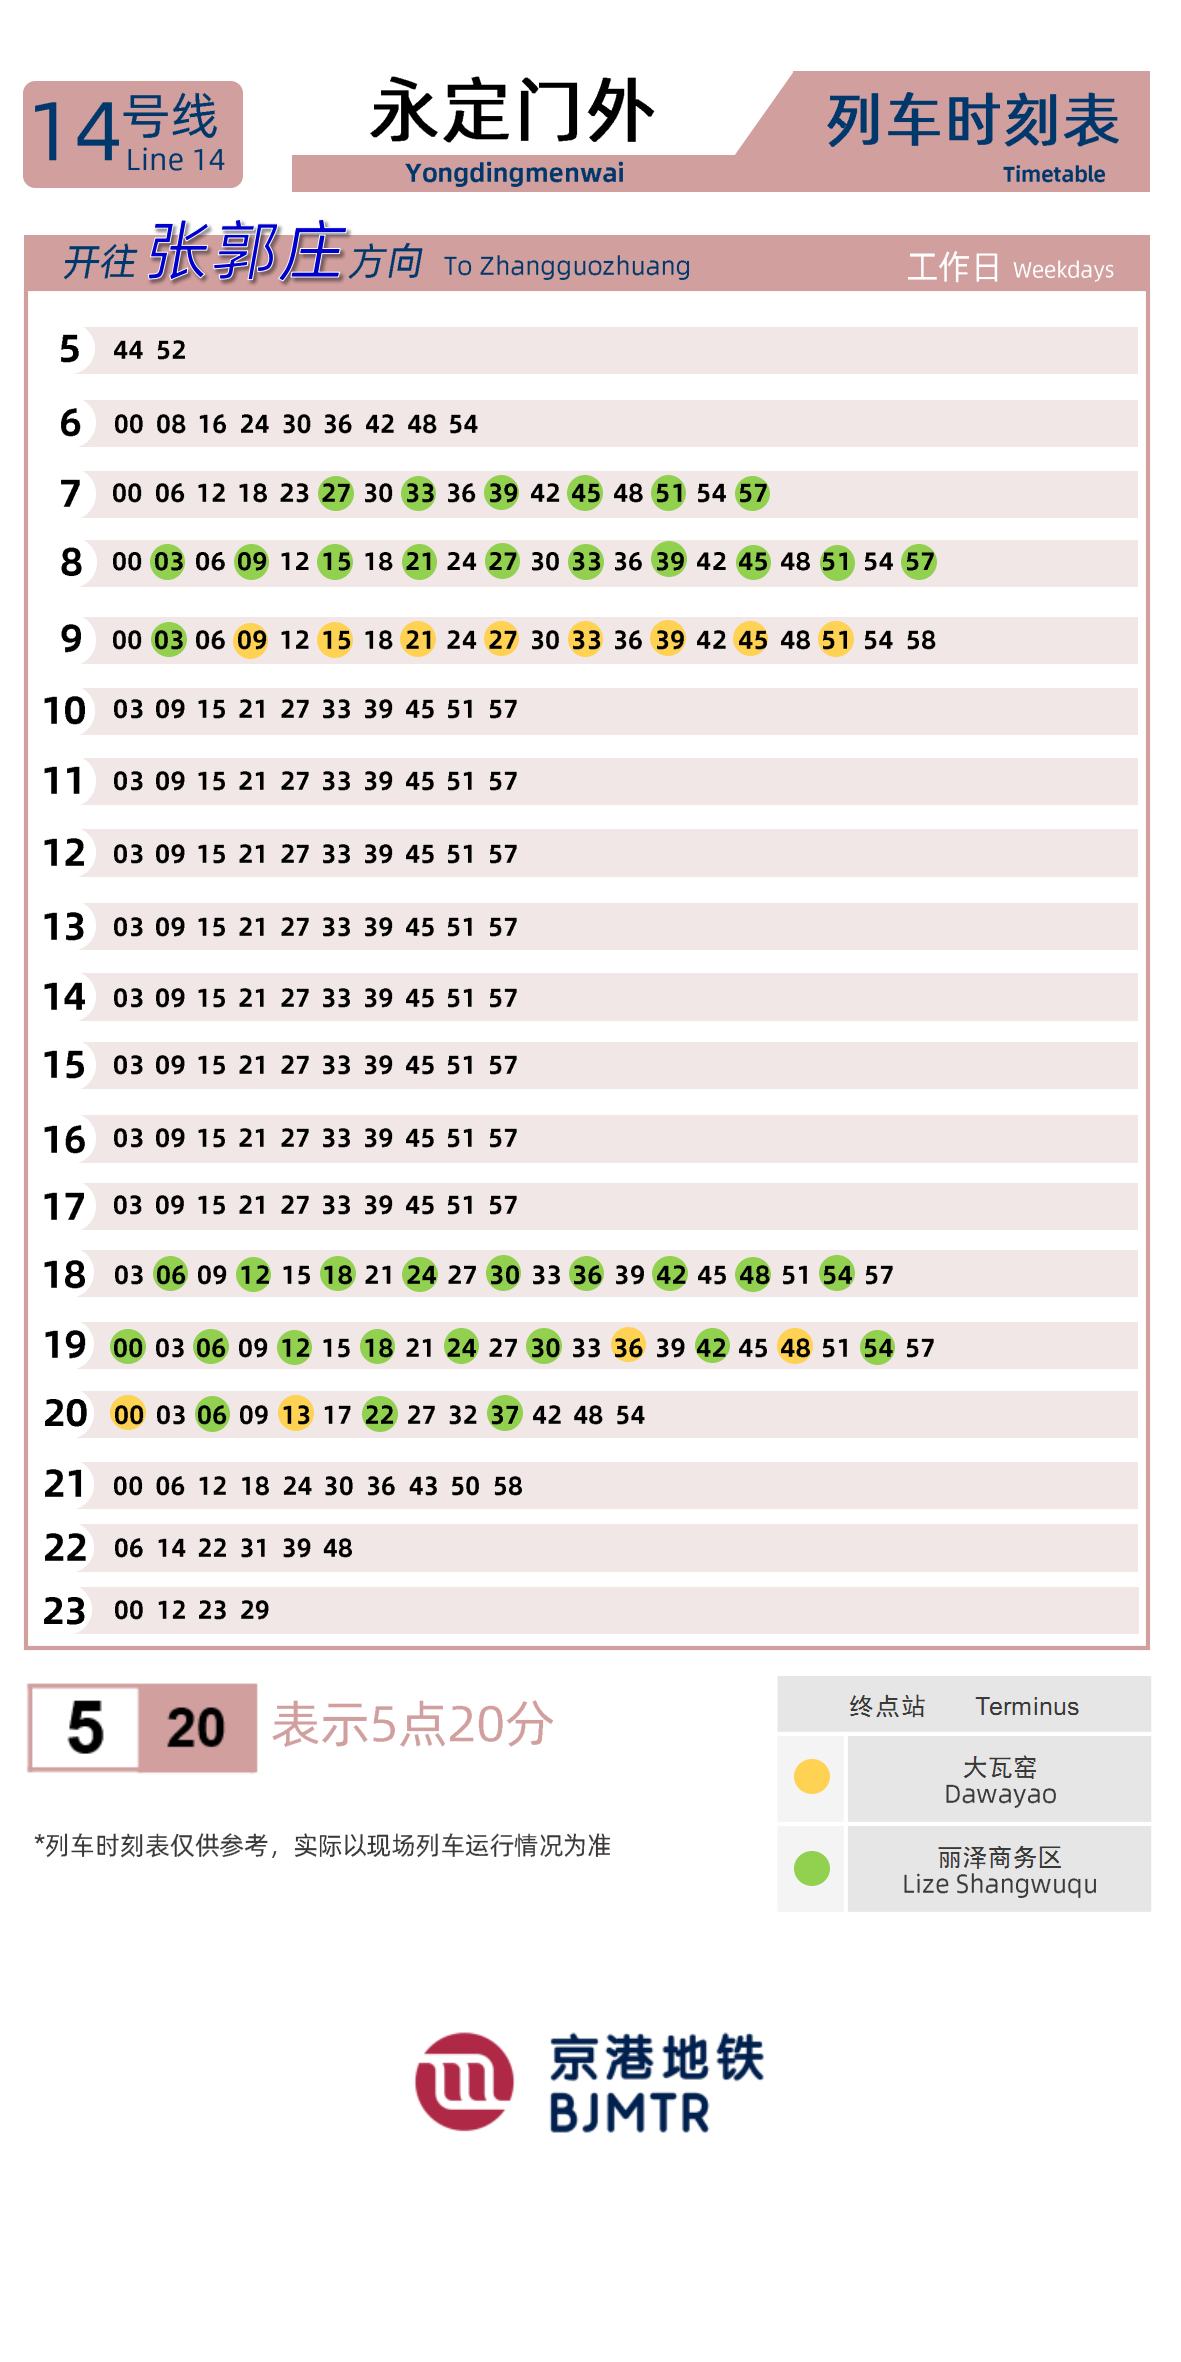 14号线
Line 14
永定门外
Yongdingmenwai
列车时刻表
Timetable
开往张郭庄方向 To Zhangguozhuang 工作日 Weekdays
5 44 52
6 00 08 16 24 30 36 42 48 54
7 00 06 12 18 23 27 30 33 36 39 42 45 48 51 54 57
8 00 03 06 09 12 15 18 21 24 27 30 33 36 39 42 45 48 51 54 57
9 00 03 06 09 12 15 18 21 24 27 30 33 36 39 42 45 48 51 54 58
10 03 09 15 21 27 33 39 45 51 57
11 03 09 15 21 27 33 39 45 51 57
12 03 09 15 21 27 33 39 45 51 57
13 03 09 15 21 27 33 39 45 51 57
14 03 09 15 21 27 33 39 45 51 57
15 03 09 15 21 27 33 39 45 51 57
16 03 09 15 21 27 33 39 45 51 57
17 03 09 15 21 27 33 39 45 51 57
18 03 06 09 12 15 18 21 24 27 30 33 36 39 42 45 48 51 54 57
19 00 03 06 09 12 15 18 21 24 27 30 33 36 39 42 45 48 51 54 57
20 00 03 06 09 13 17 22 27 32 37 42 48 54
21 00 06 12 18 24 30 36 43 50 58
22 06 14 22 31 39 48
23 00 12 23 29
5 20 表示5点20分
*列车时刻表仅供参考，实际以现场列车运行情况为准
终点站 Terminus
大瓦窑
Dawayao
丽泽商务区
Lize Shangwuqu
京港地铁
BJMTR